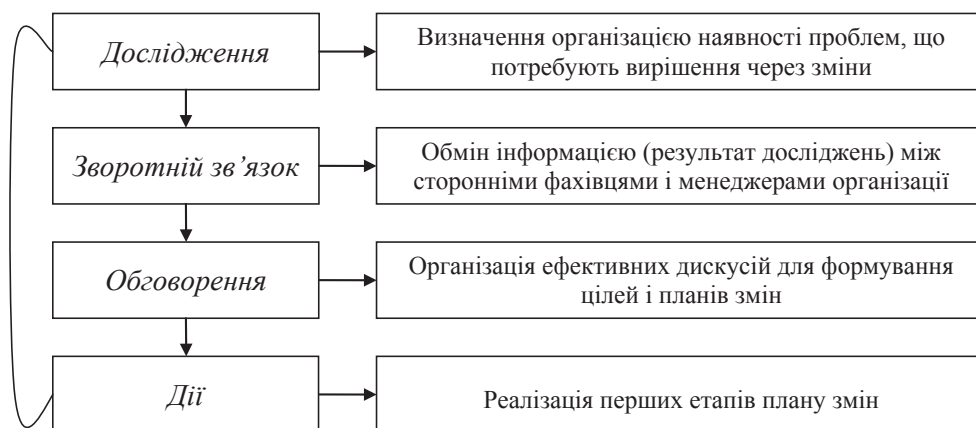 Дослідження
Визначення організацією наявності проблем, що
потребують вирішення через зміни
Зворотній зв’язок
Обмін інформацією (результат досліджень) між
сторонніми фахівцями і менеджерами організації
Обговорення
Організація ефективних дискусій для формування
цілей і планів змін
Дії
Реалізація перших етапів плану змін